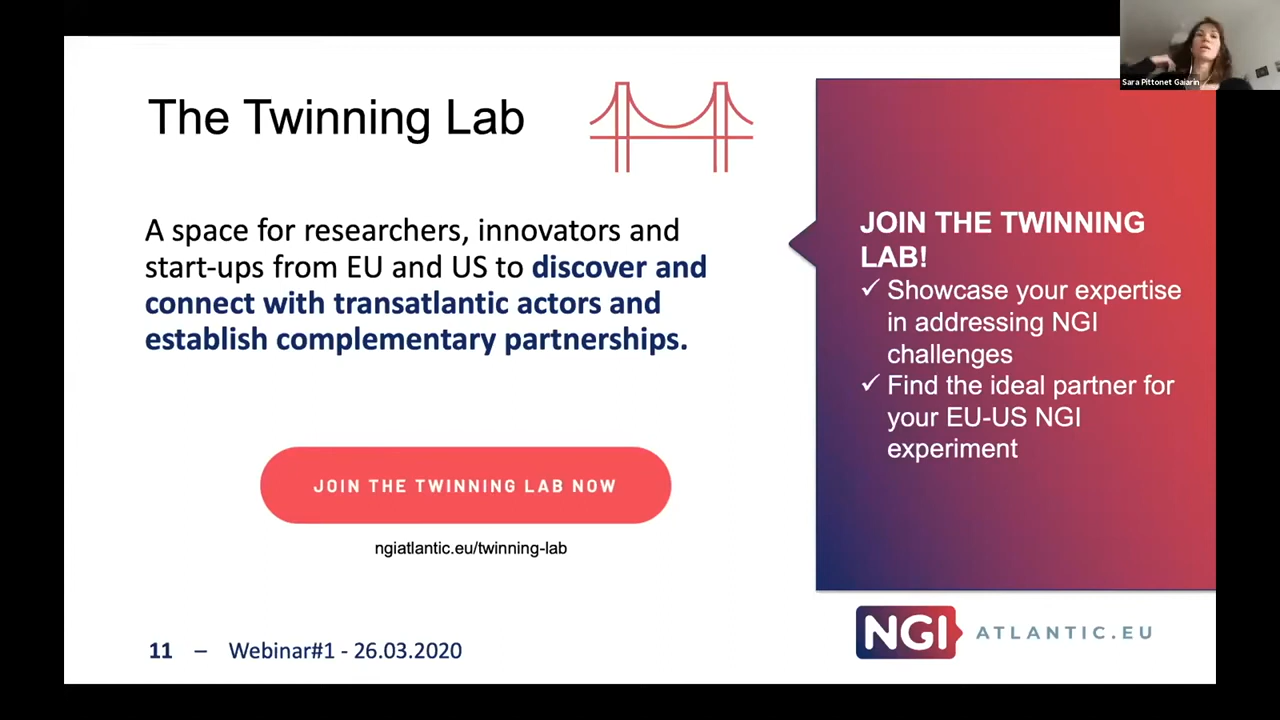 Sara Pittonet Gaiarin
The Twinning Lab
A space for researchers, innovators and
start-ups from EU and US to discover and
connect with transatlantic actors and
establish complementary partnerships.
JOIN THE TWINNING LAB NOW
ngiatlantic.eu/twinning-lab
JOIN THE TWINNING
LAB!
✓ Showcase your expertise
in addressing NGI
challenges
✓ Find the ideal partner for
your EU-US NGI
experiment
11 – Webinar#1 - 26.03.2020
NGI ATLANTIC.EU